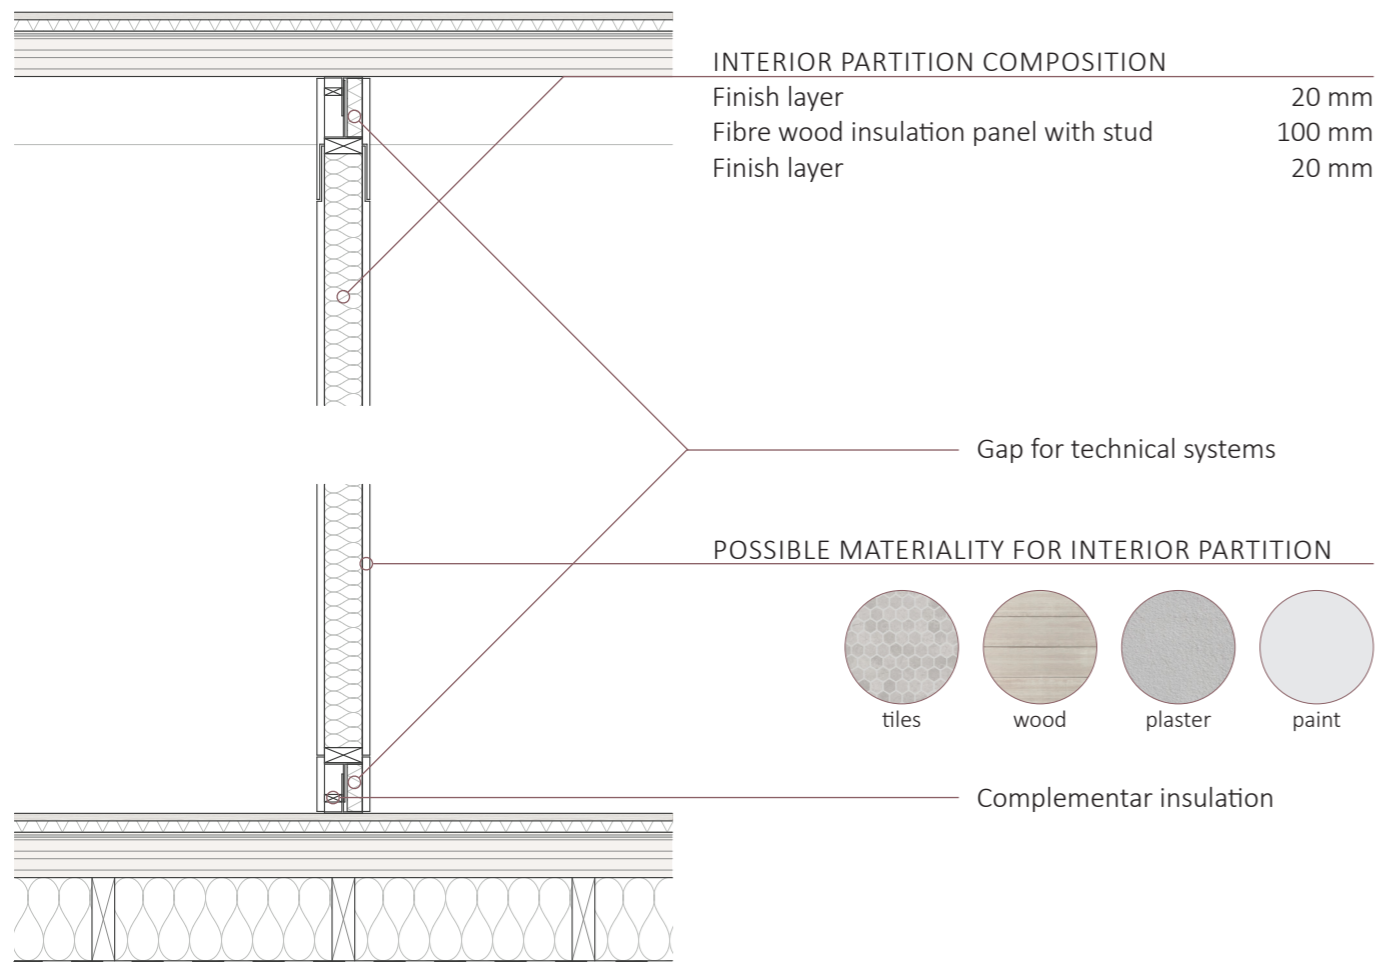 INTERIOR PARTITION COMPOSITION
Finish layer 20 mm
Fibre wood insulation panel with stud 100 mm
Finish layer 20 mm
Gap for technical systems
POSSIBLE MATERIALITY FOR INTERIOR PARTITION
tiles wood plaster paint
Complementar insulation